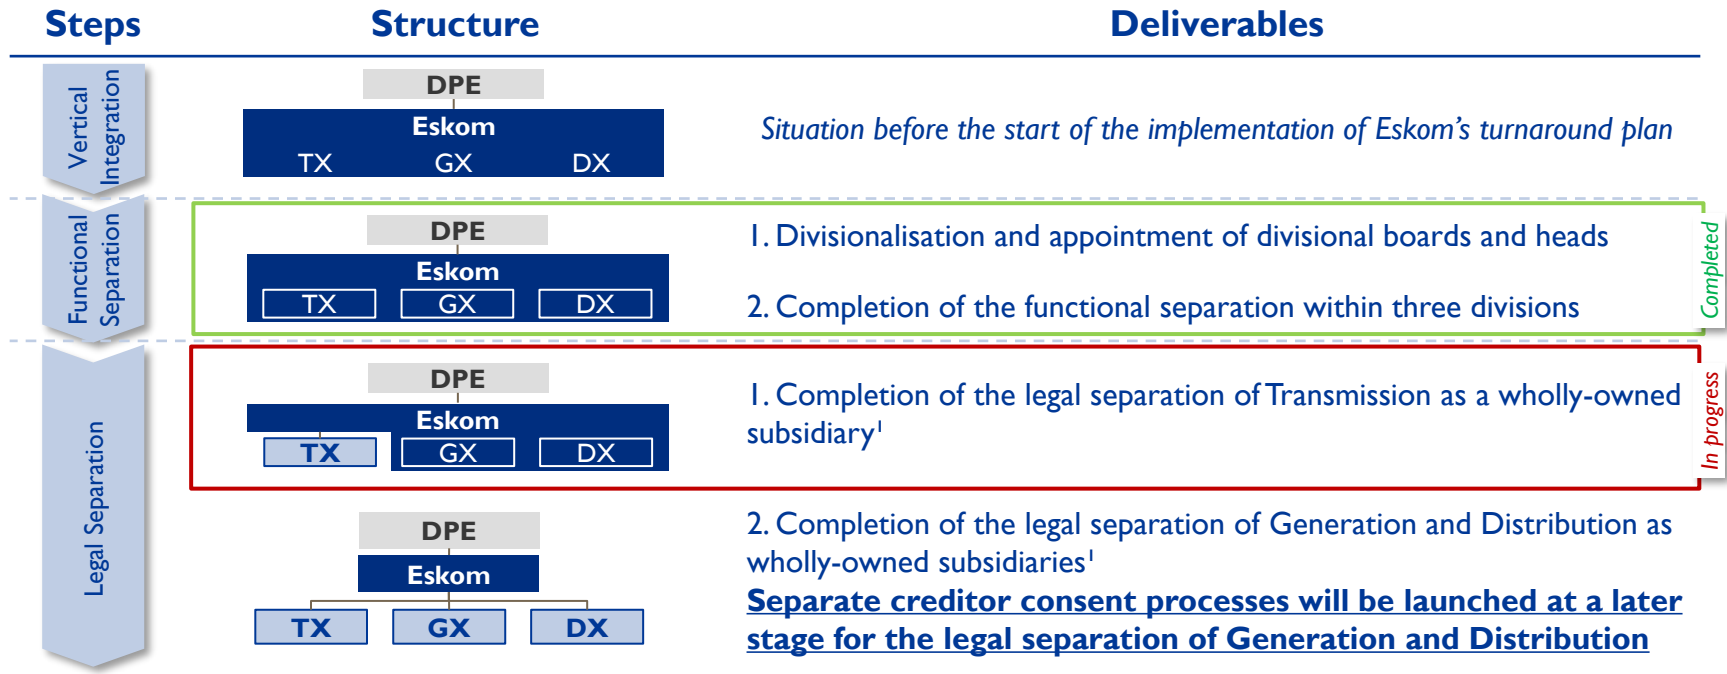 Steps Structure Deliverables
Vertical
Integration
DPE
Eskom
TX GX DX
Situation before the start of the implementation of Eskom's turnaround plan
Functional
Separation
DPE
Eskom
TX GX DX
1. Divisionalisation and appointment of divisional boards and heads
2. Completion of the functional separation within three divisions
Completed
Legal Separation
DPE
Eskom
TX GX DX
1. Completion of the legal separation of Transmission as a wholly-owned
subsidiary¹
In progress
DPE
Eskom
TX GX DX
2. Completion of the legal separation of Generation and Distribution as
wholly-owned subsidiaries¹
Separate creditor consent processes will be launched at a later
stage for the legal separation of Generation and Distribution